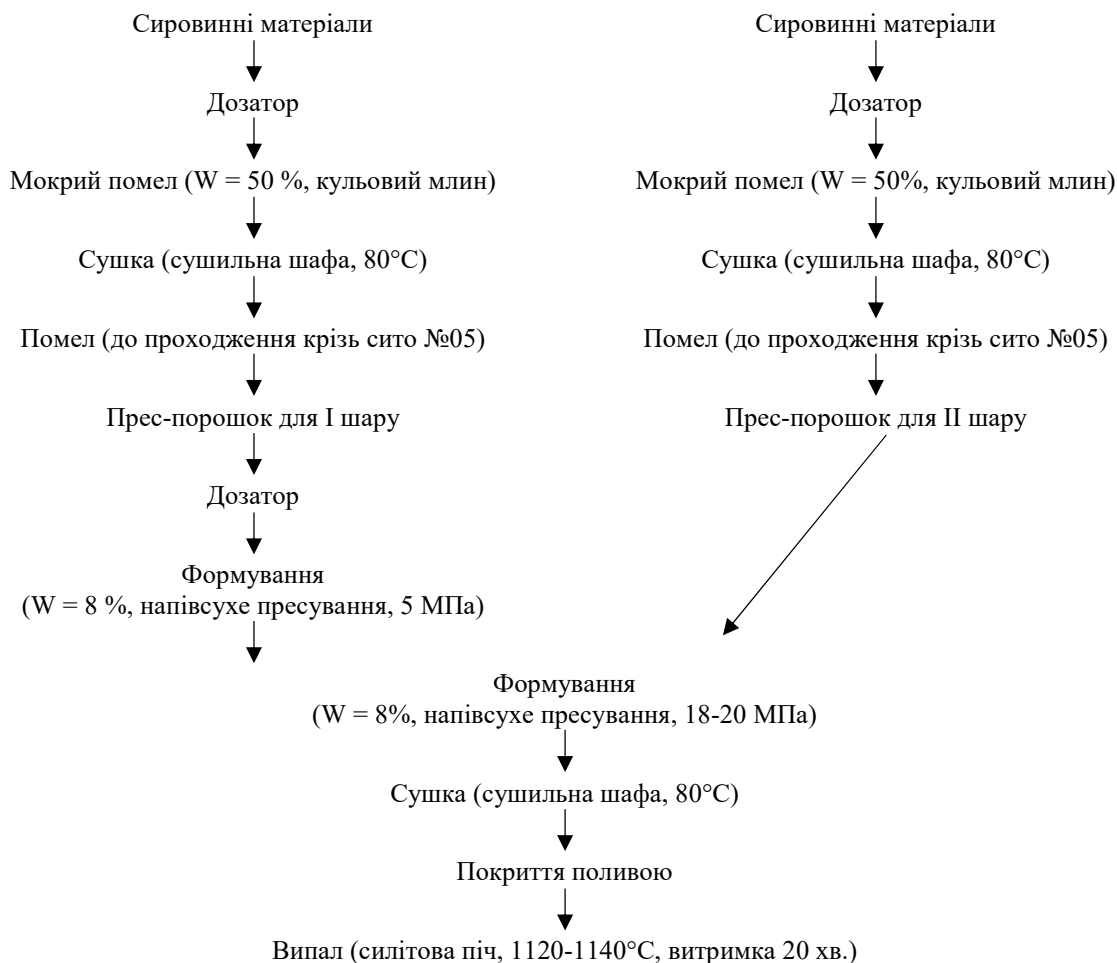 Сировинні матеріали
Дозатор
Мокрий помел (W = 50 %, кульовий млин)
Сушка (сушильна шафа, 80°С)
Помел (до проходження крізь сито №05)
Прес-порошок для І шару
Дозатор
Формування
(W = 8 %, напівсухе пресування, 5 МПа)
Сировинні матеріали
Дозатор
Мокрий помел (W = 50%, кульовий млин)
Сушка (сушильна шафа, 80°С)
Помел (до проходження крізь сито №05)
Прес-порошок для ІІ шару
Формування
(W = 8%, напівсухе пресування, 18-20 МПа)
Сушка (сушильна шафа, 80°С)
Покриття поливою
Випал (силітова піч, 1120-1140°С, витримка 20 хв.)